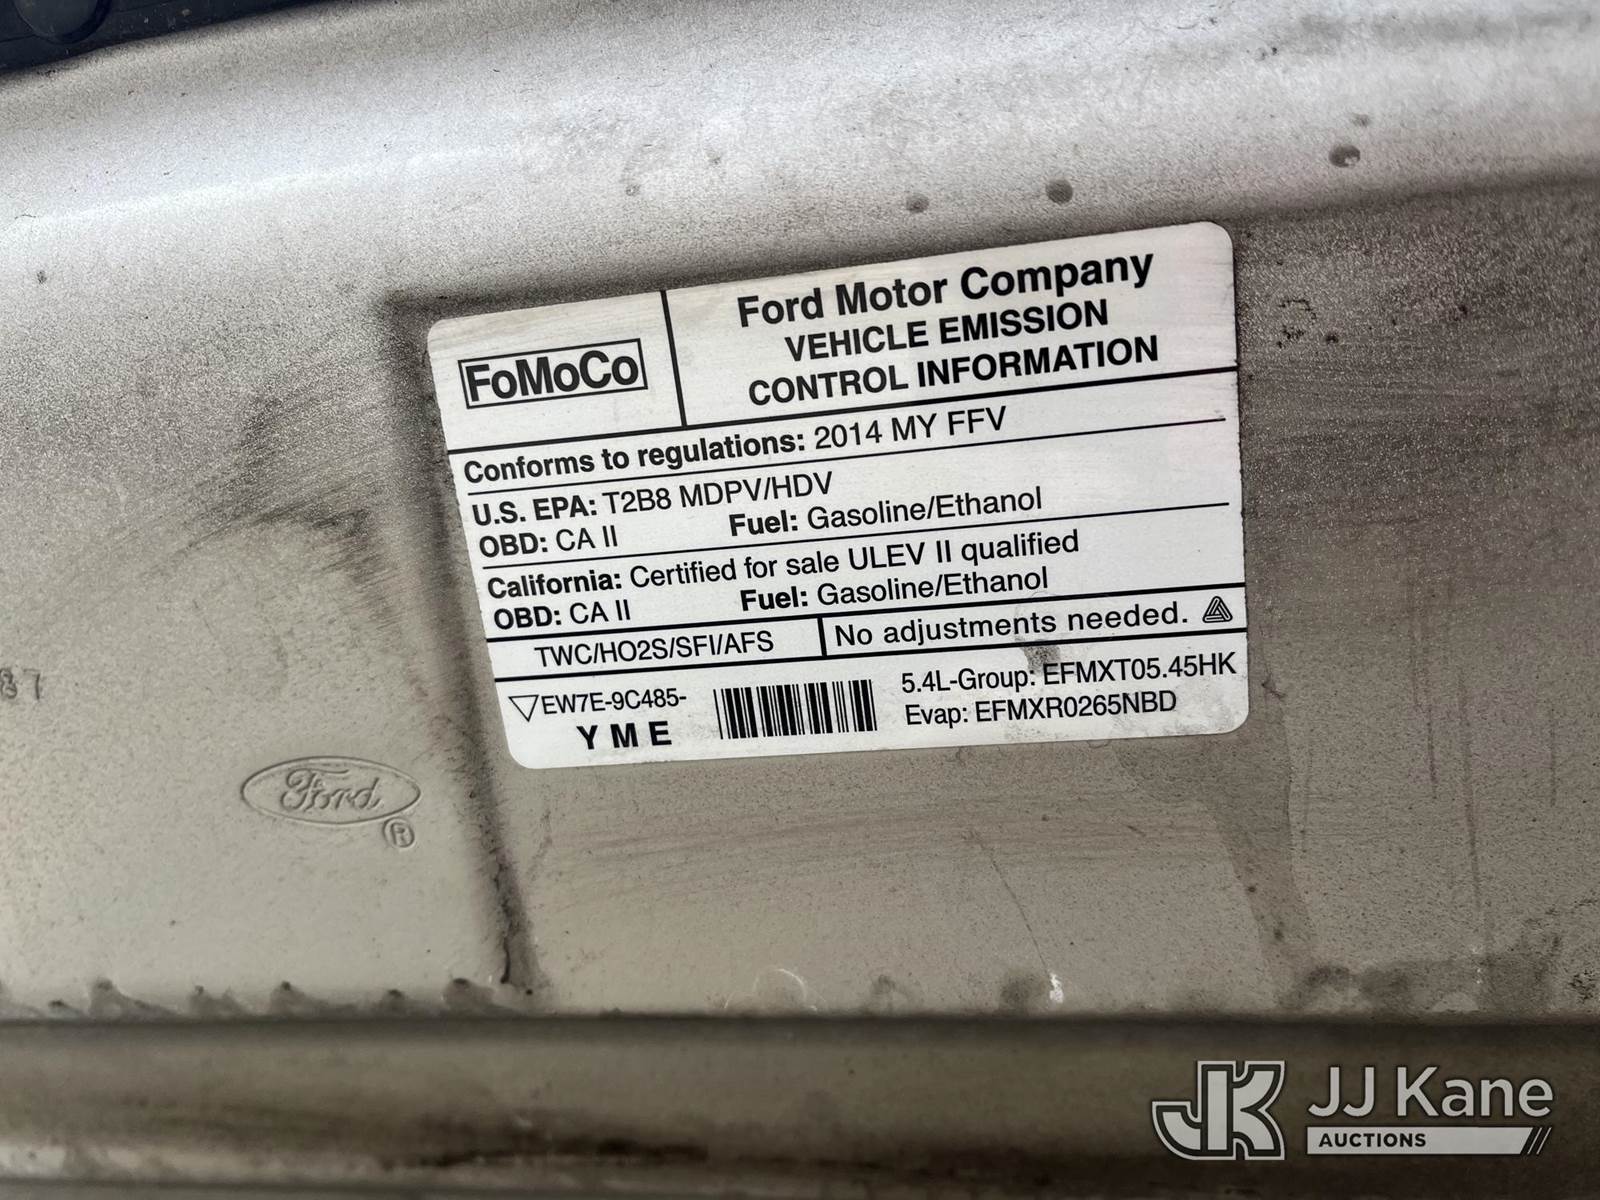 FoMoCo
Ford Motor Company
VEHICLE EMISSION
CONTROL INFORMATION
Conforms to regulations: 2014 MY FFV
U.S. EPA: T2B8 MDPV/HDV
OBD: CA II Fuel: Gasoline/Ethanol
California: Certified for sale ULEV II qualified
OBD: CA II Fuel: Gasoline/Ethanol
TWC/HO2S/SFI/AFS
No adjustments needed.
EW7E-9C485-
Y M E
5.4L-Group: EFMXT05.45HK
Evap: EFMXR0265NBD
Ford
®
JK JJ Kane
AUCTIONS